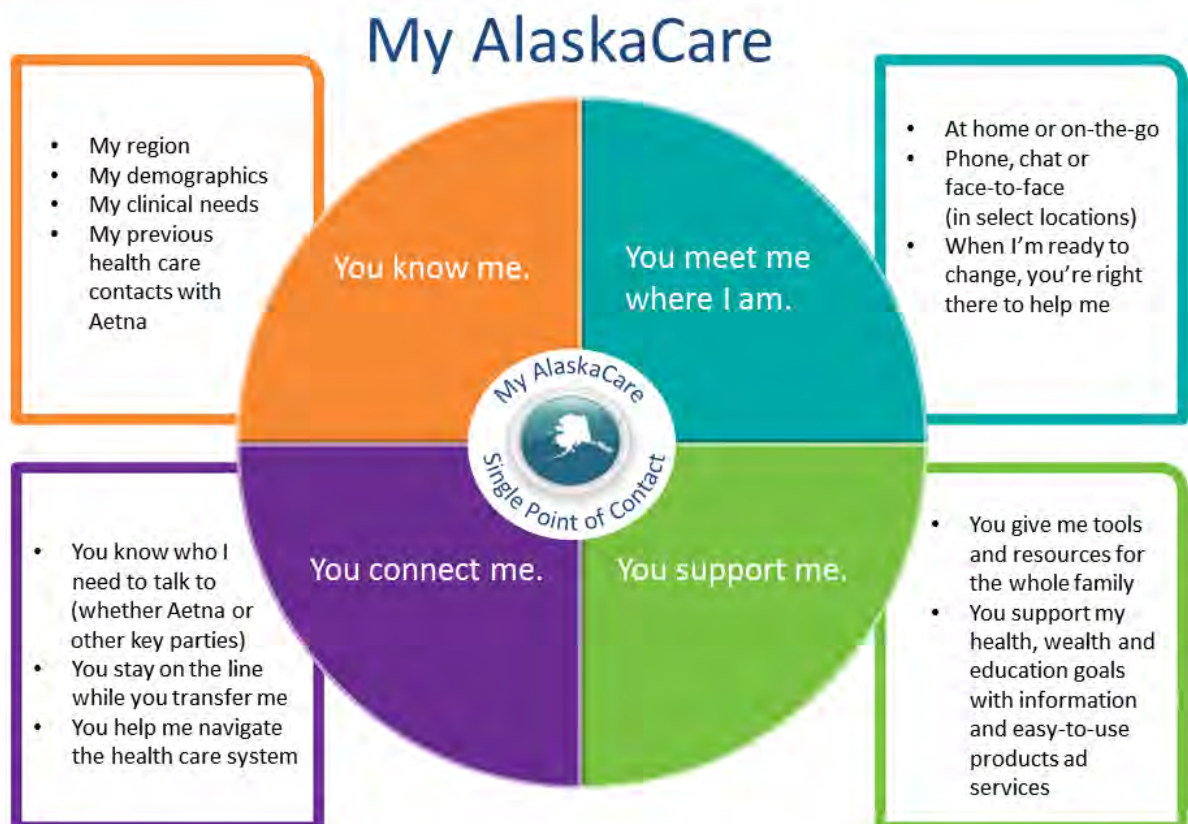 My AlaskaCare
• My region
• My demographics
• My clinical needs
• My previous
health care
contacts with
Aetna
You know me.
You meet me
where I am.
• At home or on-the-go
• Phone, chat or
face-to-face
(in select locations)
• When I'm ready to
change, you're right
there to help me
My AlaskaCare
Single Point of Contact
• You know who I
need to talk to
(whether Aetna or
other key parties)
• You stay on the line
while you transfer me
• You help me navigate
the health care system
You connect me.
You support me.
• You give me tools
and resources for
the whole family
• You support my
health, wealth and
education goals
with information
and easy-to-use
products ad
services